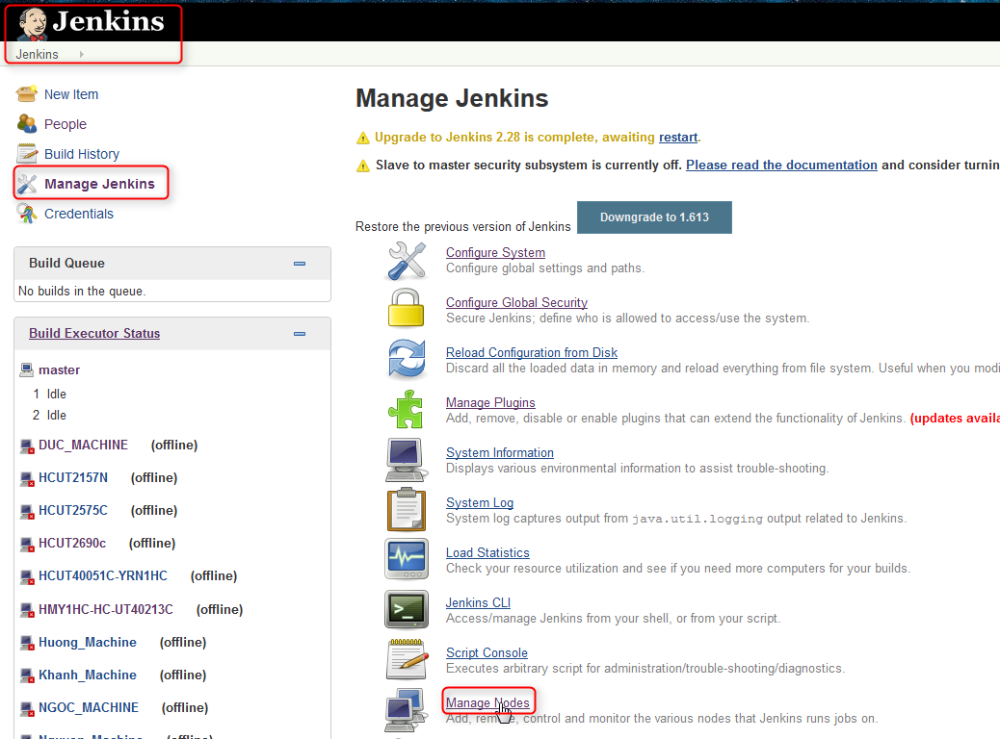 Jenkins
Jenkins
New Item
People
Build History
Manage Jenkins
Credentials
Build Queue
No builds in the queue.
Build Executor Status
master
1 Idle
2 Idle
DUC_MACHINE (offline)
HCUT2157N (offline)
HCUT2575C (offline)
HCUT2690c (offline)
HCUT40051C-YRN1HC (offline)
HMY1HC-HC-UT40213C (offline)
Huong_Machine (offline)
Khanh_Machine (offline)
NGOC_MACHINE (offline)
Nguyen_Machine (offline)
Manage Jenkins
Upgrade to Jenkins 2.28 is complete, awaiting restart.
Slave to master security subsystem is currently off. Please read the documentation and consider turnin
Restore the previous version of Jenkins Downgrade to 1.613
Configure System
Configure global settings and paths.
Configure Global Security
Secure Jenkins; define who is allowed to access/use the system.
Reload Configuration from Disk
Discard all the loaded data in memory and reload everything from file system. Useful when you modi
Manage Plugins
Add, remove, disable or enable plugins that can extend the functionality of Jenkins. (updates availa
System Information
Displays various environmental information to assist trouble-shooting.
System Log
System log captures output from java.util.logging output related to Jenkins.
Load Statistics
Check your resource utilization and see if you need more computers for your builds.
Jenkins CLI
Access/manage Jenkins from your shell, or from your script.
Script Console
Executes arbitrary script for administration/trouble-shooting/diagnostics.
Manage Nodes
Add, remove, control and monitor the various nodes that Jenkins runs jobs on.